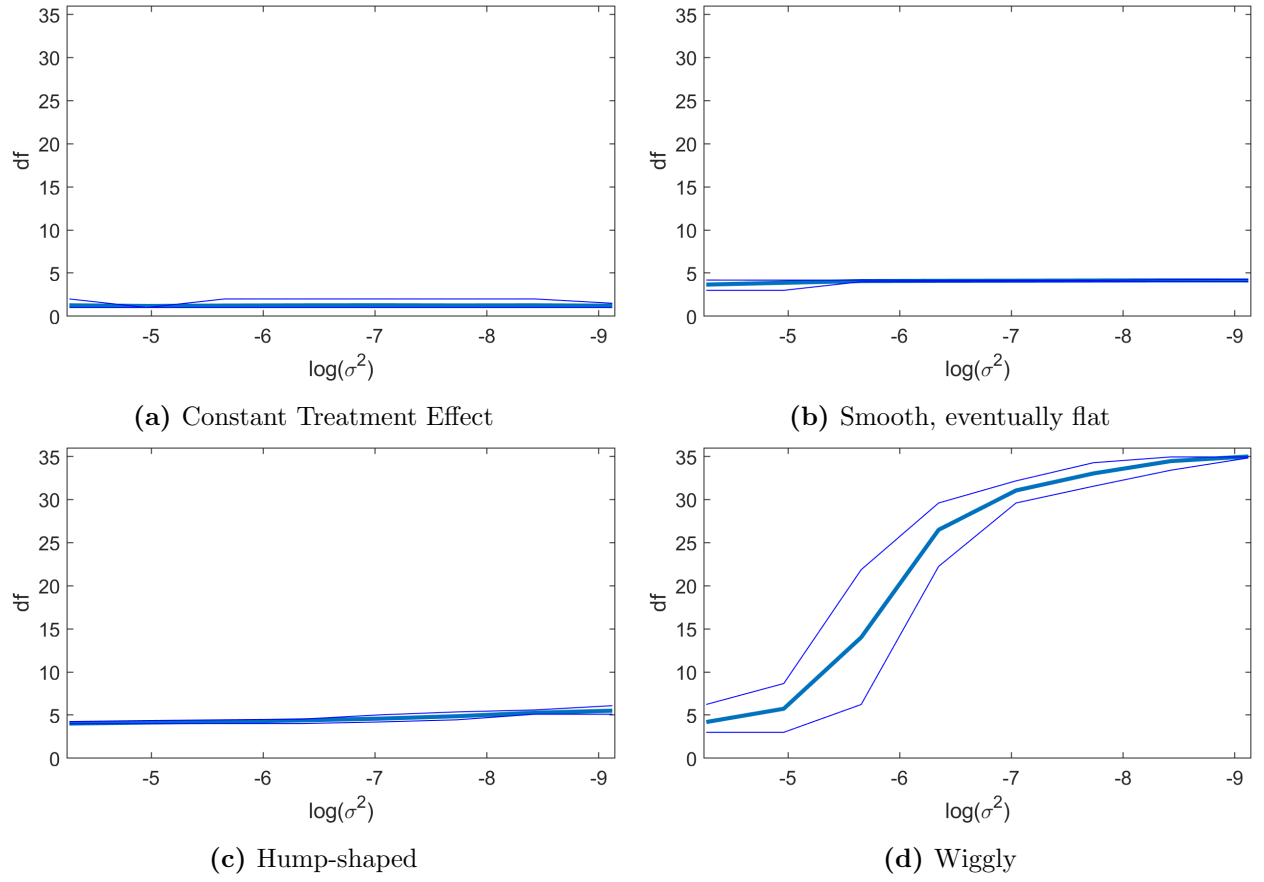 35
30
25
20
15
10
5
0
df
-5 -6 -7 -8 -9
log(σ²)
(a) Constant Treatment Effect
35
30
25
20
15
10
5
0
df
-5 -6 -7 -8 -9
log(σ²)
(b) Smooth, eventually flat
35
30
25
20
15
10
5
0
df
-5 -6 -7 -8 -9
log(σ²)
(c) Hump-shaped
35
30
25
20
15
10
5
0
df
-5 -6 -7 -8 -9
log(σ²)
(d) Wiggly